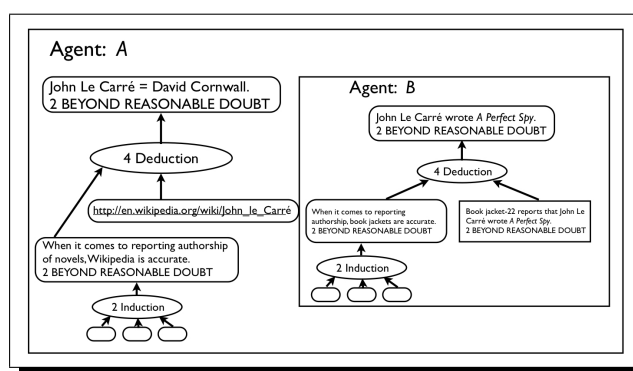 Agent: A
John Le Carré = David Cornwall.
2 BEYOND REASONABLE DOUBT
4 Deduction
http://en.wikipedia.org/wiki/John_le_Carré
When it comes to reporting authorship
of novels, Wikipedia is accurate.
2 BEYOND REASONABLE DOUBT
2 Induction
Agent: B
John Le Carré wrote A Perfect Spy.
2 BEYOND REASONABLE DOUBT
4 Deduction
When it comes to reporting
authorship, book jackets are accurate.
2 BEYOND REASONABLE DOUBT
Book jacket-22 reports that John Le
Carré wrote A Perfect Spy.
2 BEYOND REASONABLE DOUBT
2 Induction